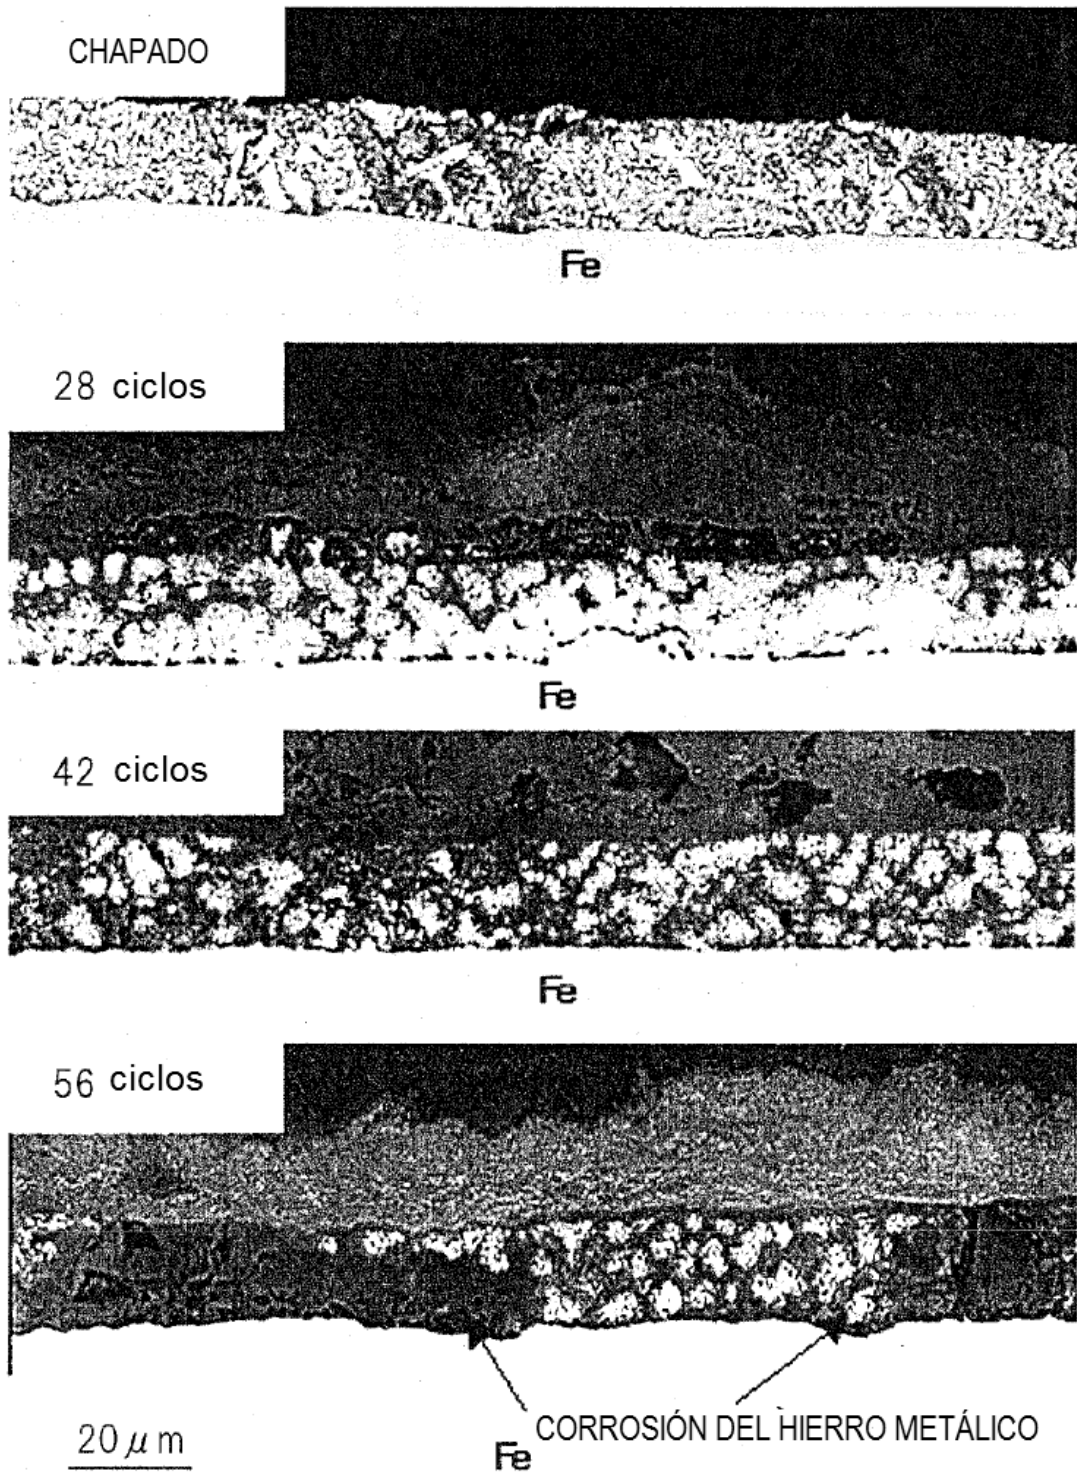 CHAPADO
Fe
28 ciclos
Fe
42 ciclos
Fe
56 ciclos
CORROSIÓN DEL HIERRO METÁLICO
20 μm
Fe